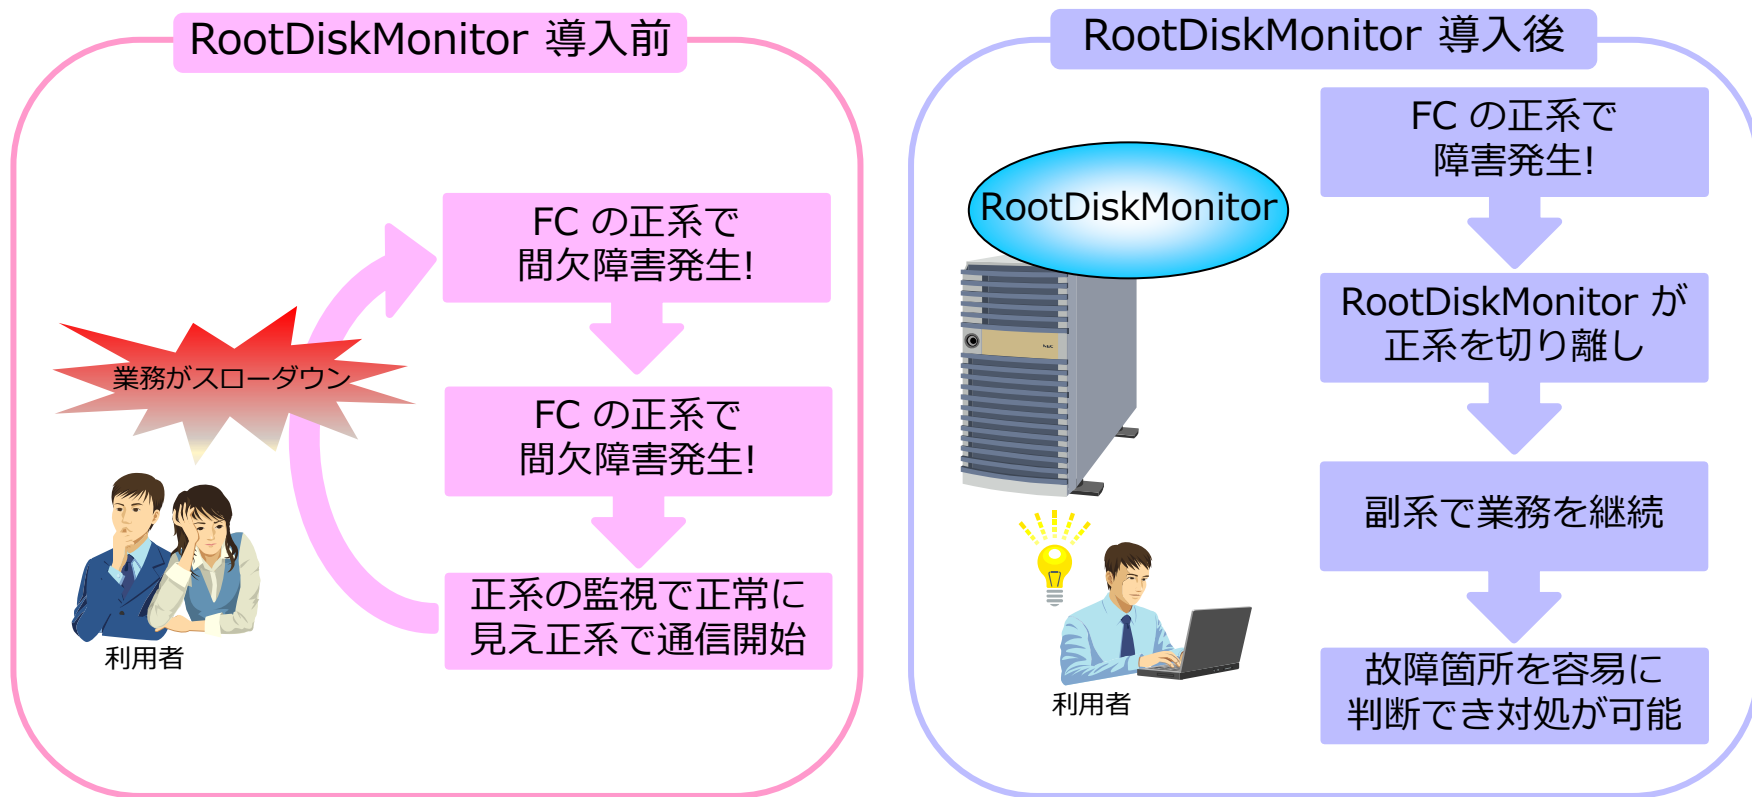 RootDiskMonitor 導入前
FC の正系で
間欠障害発生!
業務がスローダウン
FC の正系で
間欠障害発生!
正系の監視で正常に
見え正系で通信開始
利用者
RootDiskMonitor 導入後
RootDiskMonitor
FC の正系で
障害発生!
RootDiskMonitor が
正系を切り離し
副系で業務を継続
故障箇所を容易に
判断でき対処が可能
利用者